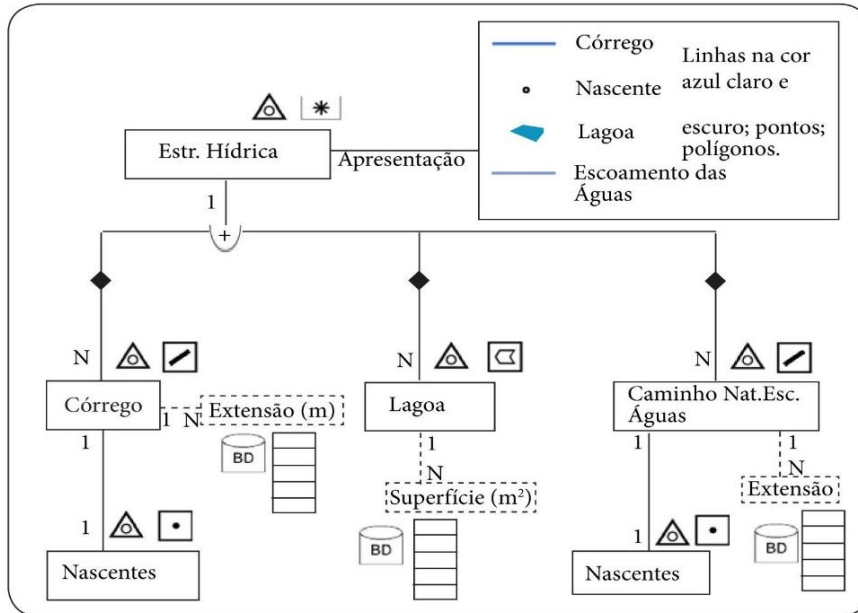 Córrego
Linhas na cor
azul claro e
Nascente
Lagoa
escuro; pontos;
polígonos.
Escoamento das
Águas
Estr. Hídrica
Apresentação
1
+
N
N
N
Córrego
1
N
Extensão (m)
Lagoa
Caminho Nat.Esc.
Águas
1
BD
1
N
Superfície (m²)
1
1
N
Extensão
1
Nascentes
BD
1
Nascentes
BD